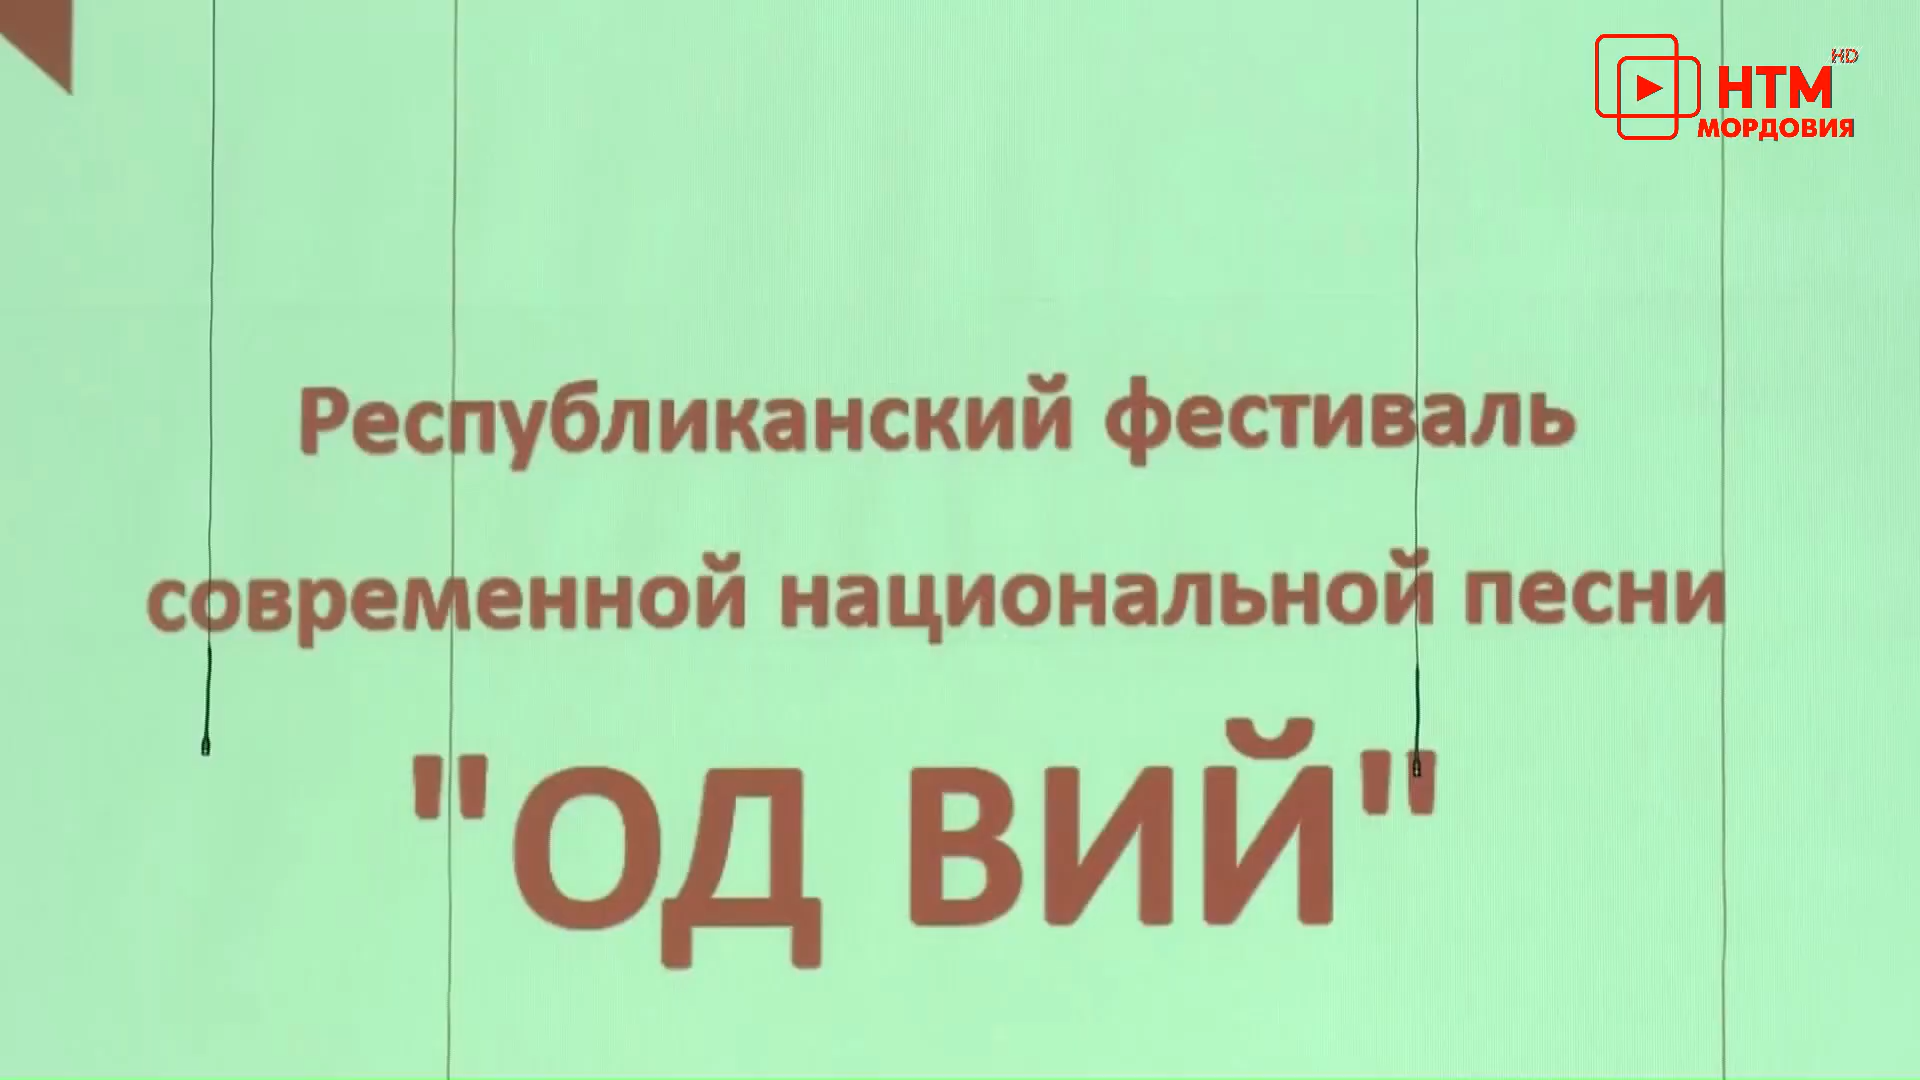 HD
НТМ
МОРДОВИЯ
Республиканский фестиваль
современной национальной песни
"ОД ВИЙ"